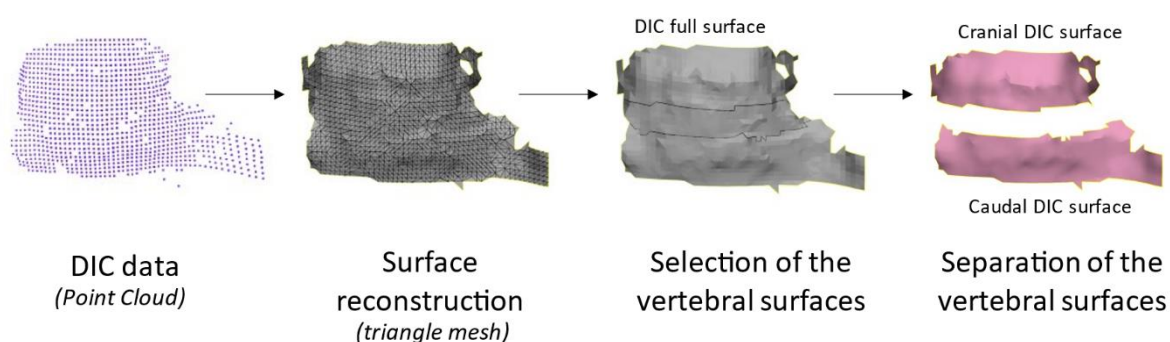 DIC full surface
Cranial DIC surface
Caudal DIC surface
DIC data
(Point Cloud)
Surface
reconstruction
(triangle mesh)
Selection of the
vertebral surfaces
Separation of the
vertebral surfaces